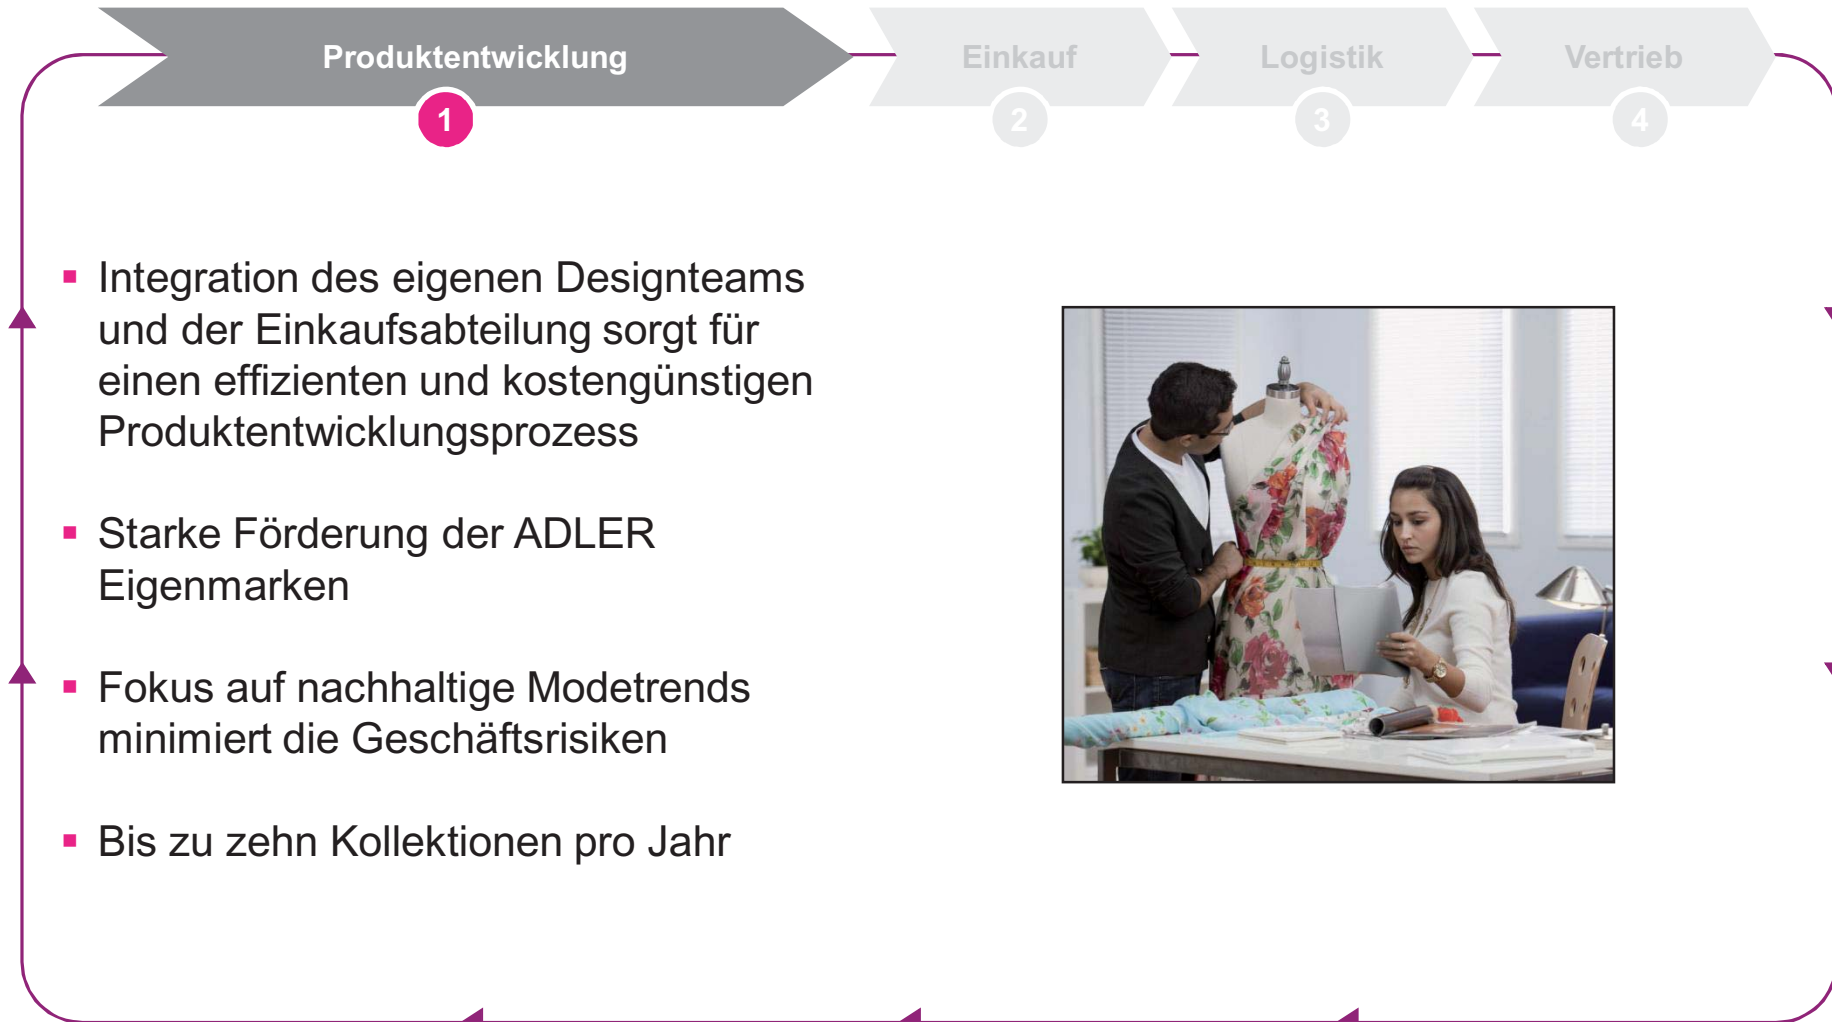 Produktentwicklung
Einkauf
Logistik
Vertrieb
1
2
3
4
▪ Integration des eigenen Designteams
und der Einkaufsabteilung sorgt für
einen effizienten und kostengünstigen
Produktentwicklungsprozess
▪ Starke Förderung der ADLER
Eigenmarken
▪ Fokus auf nachhaltige Modetrends
minimiert die Geschäftsrisiken
▪ Bis zu zehn Kollektionen pro Jahr